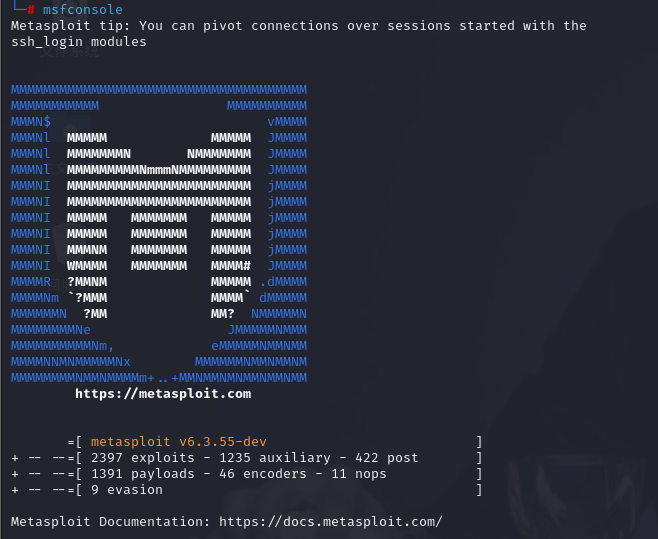 └─# msfconsole
Metasploit tip: You can pivot connections over sessions started with the
ssh_login modules
MMMMMMMMMMMMMMMMMMMMMMMMMMMMMMMMMMMMM
MMMMMMMMMMM                MMMMMMMMMM
MMMN$                           vMMMM
MMMNl  MMMMM             MMMMM  JMMMM
MMMNl  MMMMMMMN       NMMMMMMM  JMMMM
MMMNl  MMMMMMMMMNmmmNMMMMMMMMM  JMMMM
MMMNI  MMMMMMMMMMMMMMMMMMMMMMM  jMMMM
MMMNI  MMMMMMMMMMMMMMMMMMMMMMM  jMMMM
MMMNI  MMMMM   MMMMMMM   MMMMM  jMMMM
MMMNI  MMMMM   MMMMMMM   MMMMM  jMMMM
MMMNI  MMMNM   MMMMMMM   MMMMM  jMMMM
MMMNI  WMMMM   MMMMMMM   MMMM#  JMMMM
MMMMR  ?MMNM             MMMMM .dMMMM
MMMMNm `?MMM             MMMM` dMMMMM
MMMMMMN  ?MM             MM?  NMMMMMN
MMMMMMMMNe                 JMMMMMNMMM
MMMMMMMMMMNm,            eMMMMMNMMNMM
MMMMNNMNMMMMMNx        MMMMMMNMMNMMNM
MMMMMMMMNMMNMMMMm+..+MMNMMNMNMMNMMNMM
https://metasploit.com
=[ metasploit v6.3.55-dev                          ]
+ -- --=[ 2397 exploits - 1235 auxiliary - 422 post       ]
+ -- --=[ 1391 payloads - 46 encoders - 11 nops           ]
+ -- --=[ 9 evasion                                       ]
Metasploit Documentation: https://docs.metasploit.com/